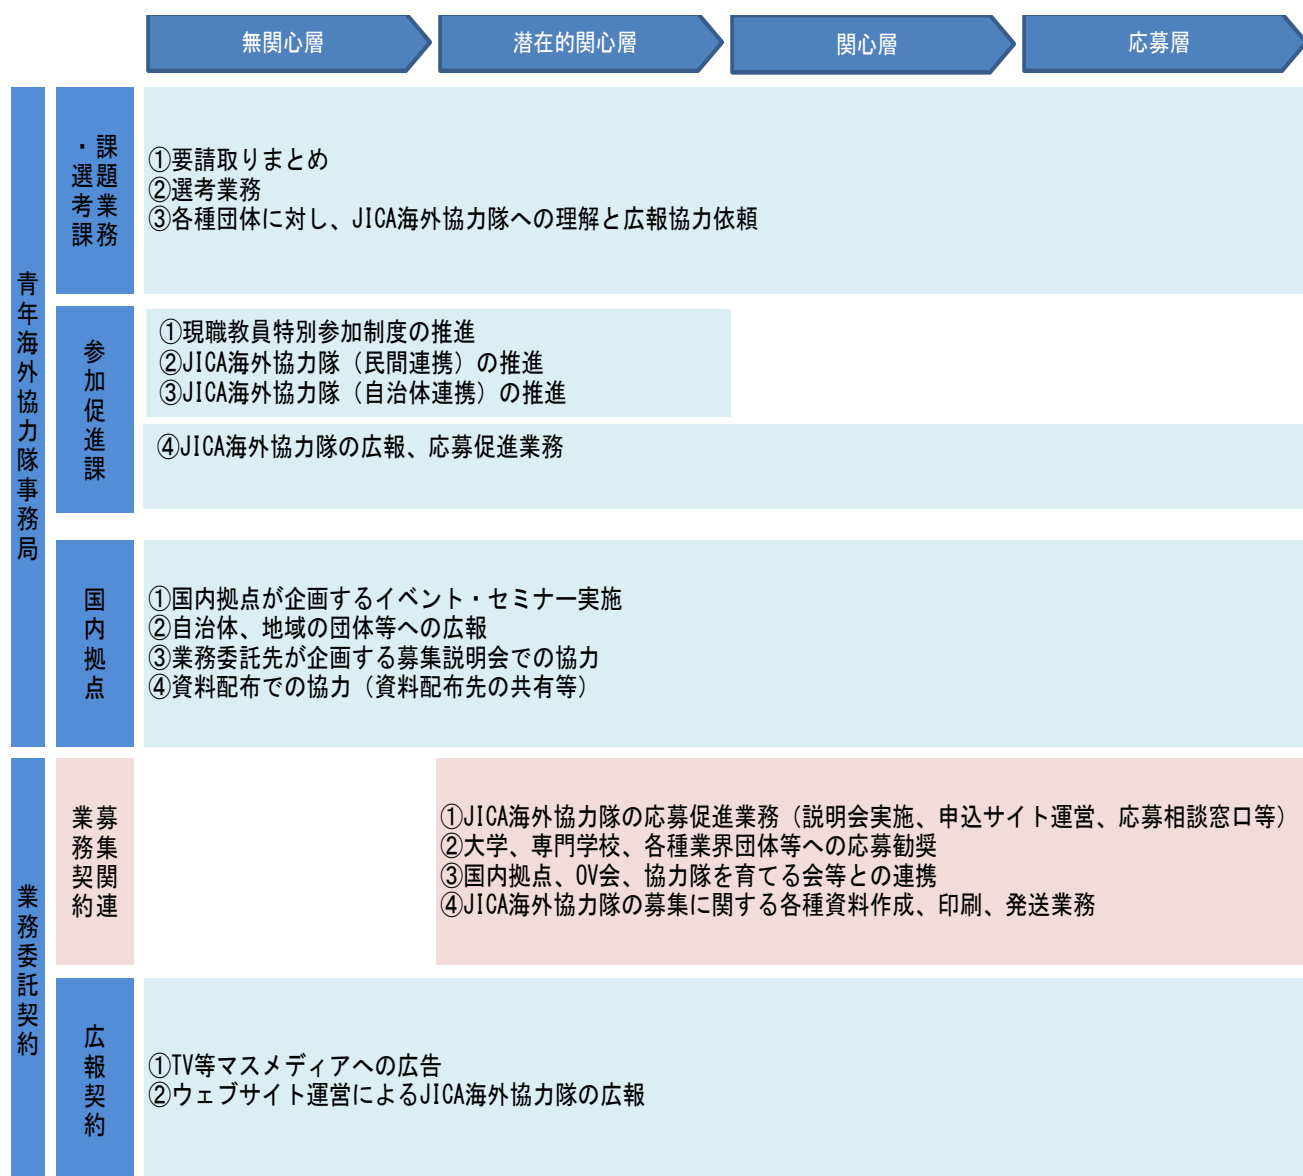 無関心層
潜在的関心層
関心層
応募層
青年海外協力隊事務局
課題業務
・選考課
①要請取りまとめ
②選考業務
③各種団体に対し、JICA海外協力隊への理解と広報協力依頼
参加促進課
①現職教員特別参加制度の推進
②JICA海外協力隊（民間連携）の推進
③JICA海外協力隊（自治体連携）の推進
④JICA海外協力隊の広報、応募促進業務
国内拠点
①国内拠点が企画するイベント・セミナー実施
②自治体、地域の団体等への広報
③業務委託先が企画する募集説明会での協力
④資料配布での協力（資料配布先の共有等）
業務委託契約
募集関連
業務契約
①JICA海外協力隊の応募促進業務（説明会実施、申込サイト運営、応募相談窓口等）
②大学、専門学校、各種業界団体等への応募勧奨
③国内拠点、OV会、協力隊を育てる会等との連携
④JICA海外協力隊の募集に関する各種資料作成、印刷、発送業務
広報契約
①TV等マスメディアへの広告
②ウェブサイト運営によるJICA海外協力隊の広報